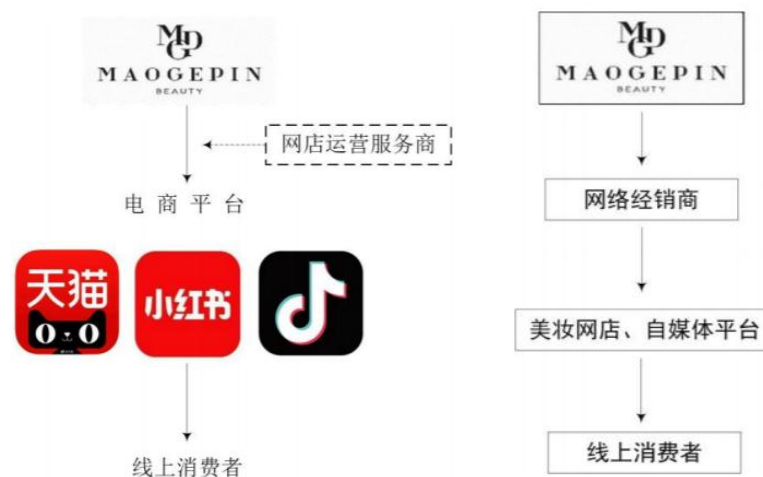 MGD
MAOGEPIN
BEAUTY
网店运营服务商
电商平台
天猫
小红书
线上消费者
MGD
MAOGEPIN
BEAUTY
网络经销商
美妆网店、自媒体平台
线上消费者